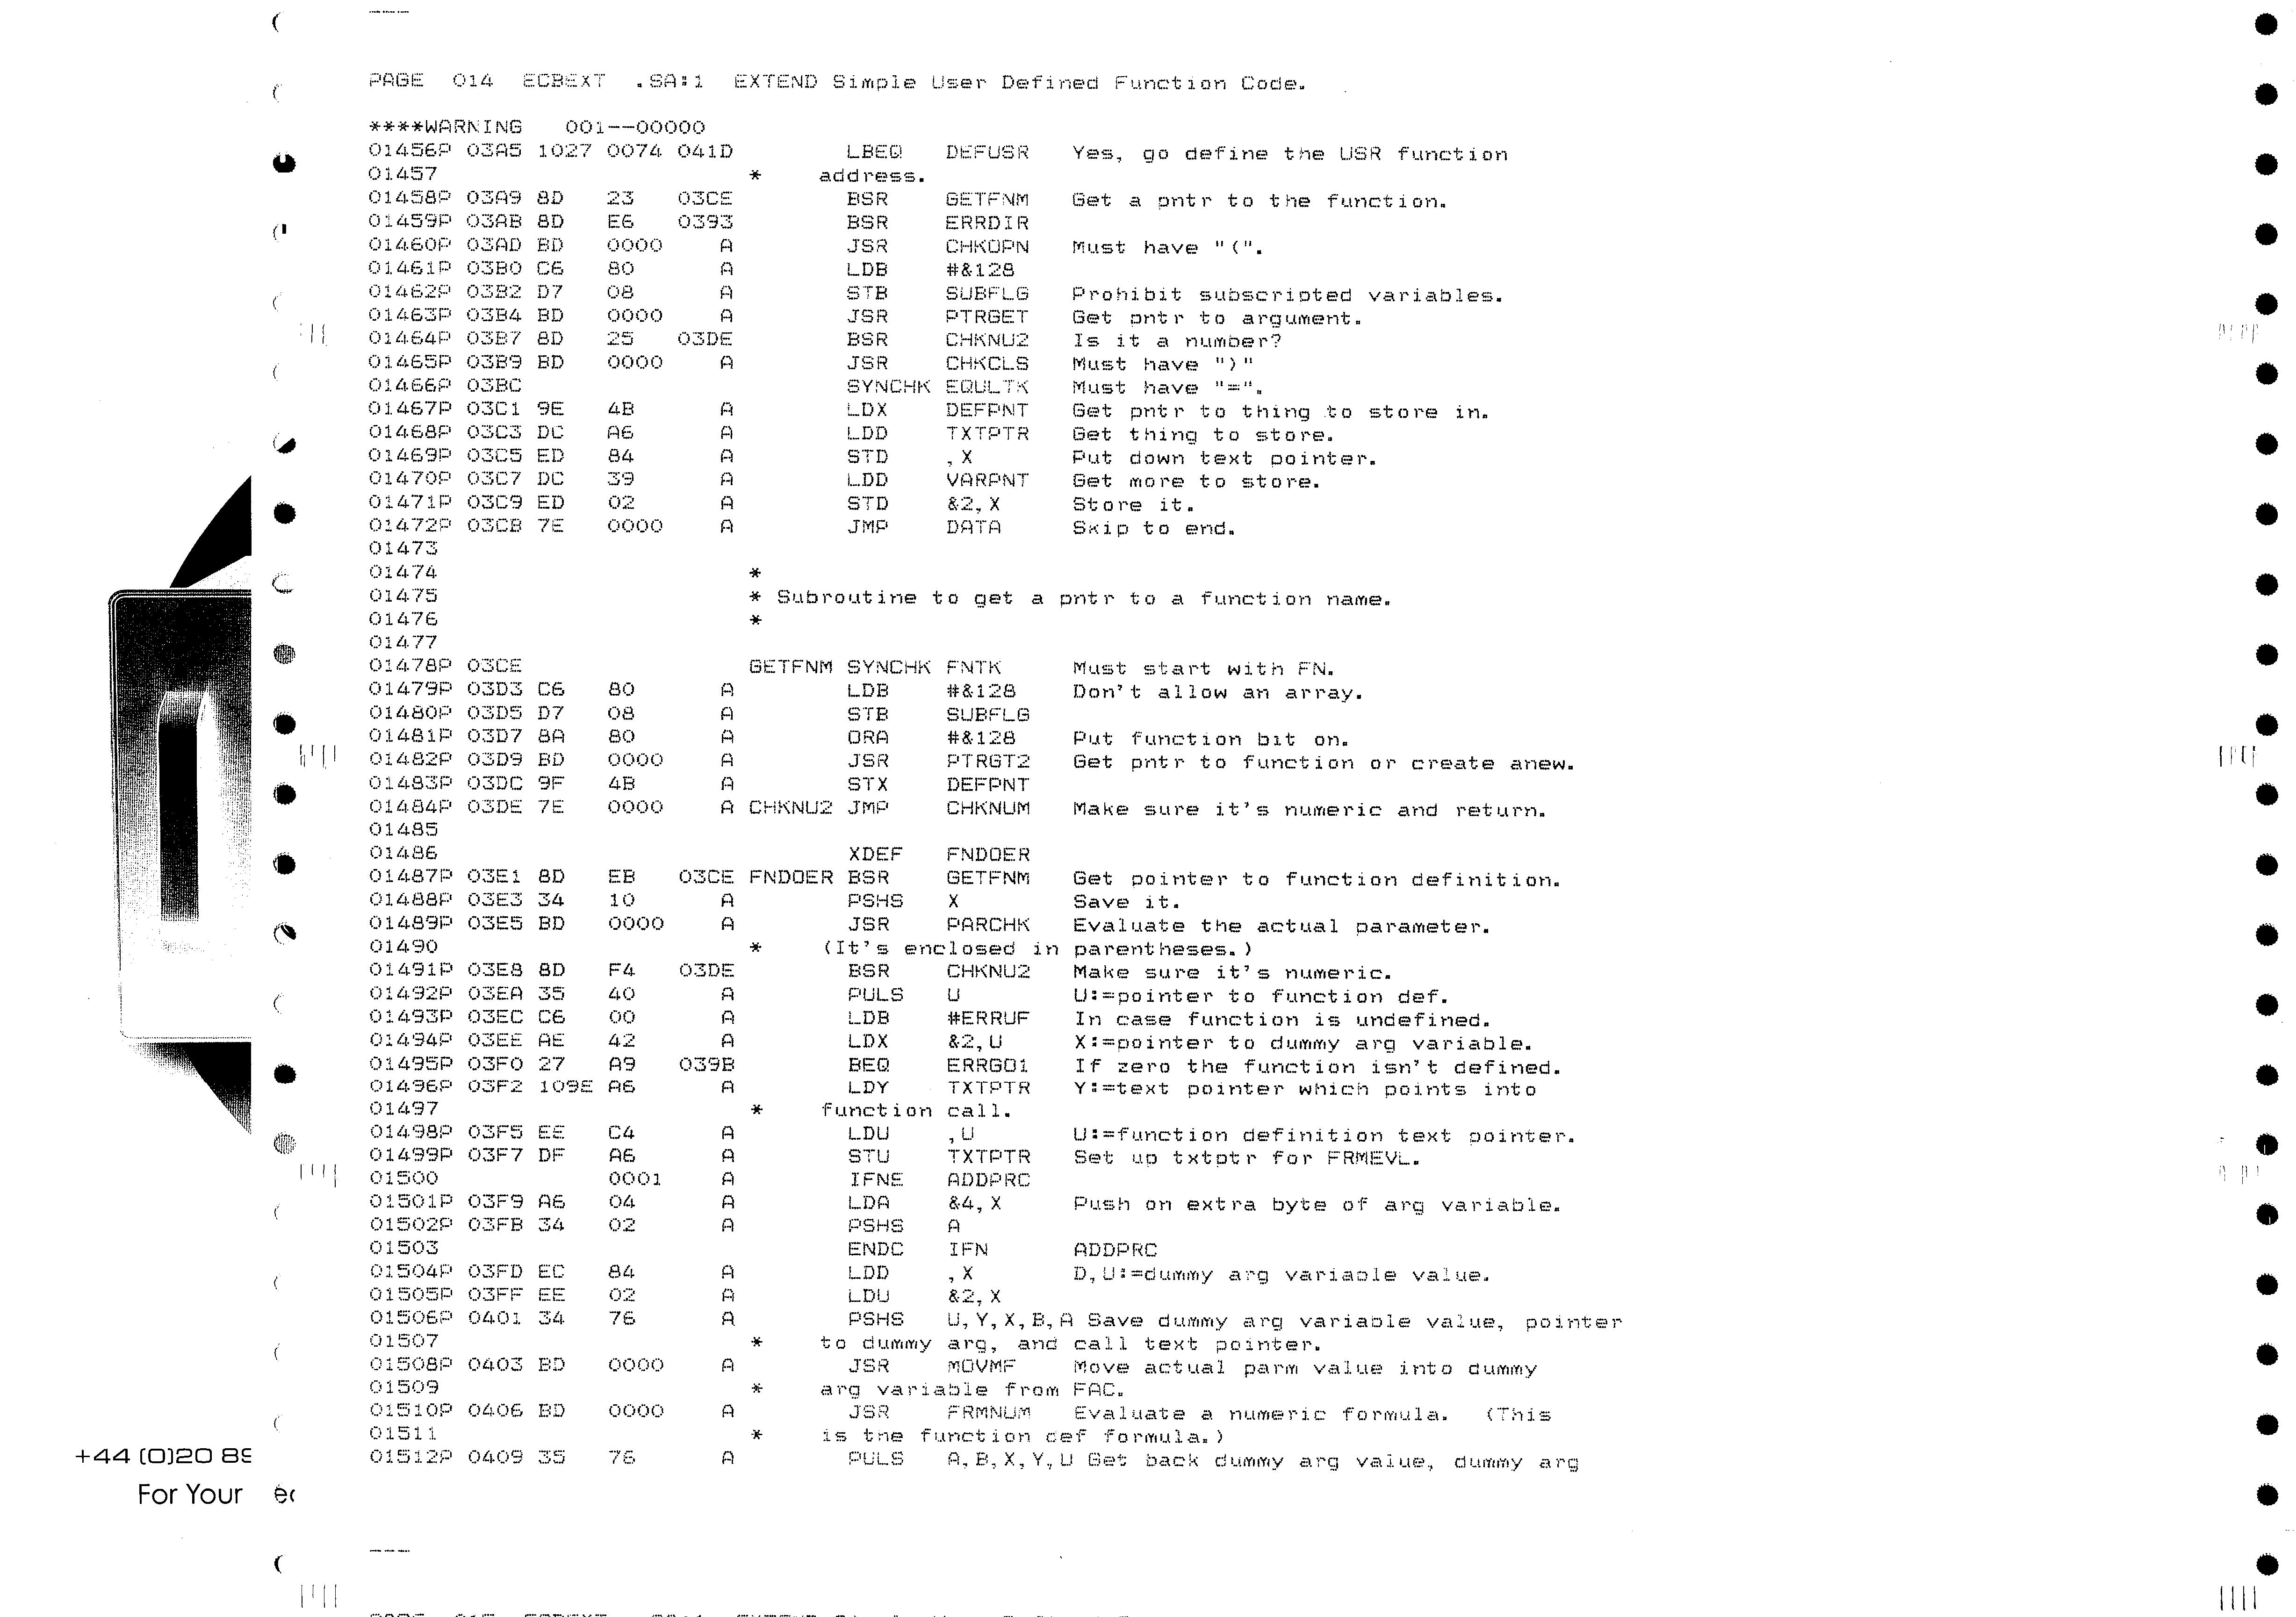 PAGE  014  ECBEXT  .SA:1  EXTEND Simple User Defined Function Code.
****WARNING   001--00000
01456P 03A5 1027 0074 041D        LBEQ   DEFUSR   Yes, go define the USR function
01457                      *    address.
01458P 03A9 8D   23   03CE        BSR    GETFNM   Get a pntr to the function.
01459P 03AB 8D   E6   0393        BSR    ERRDIR
01460P 03AD BD   0000    A        JSR    CHKOPN   Must have "(".
01461P 03B0 C6   80      A        LDB    #&128
01462P 03B2 D7   08      A        STB    SUBFLG   Prohibit subscripted variables.
01463P 03B4 BD   0000    A        JSR    PTRGET   Get pntr to argument.
01464P 03B7 8D   25   03DE        BSR    CHKNU2   Is it a number?
01465P 03B9 BD   0000    A        JSR    CHKCLS   Must have ")"
01466P 03BC                       SYNCHK EQULTK   Must have "=".
01467P 03C1 9E   4B      A        LDX    DEFPNT   Get pntr to thing to store in.
01468P 03C3 DC   A6      A        LDD    TXTPTR   Get thing to store.
01469P 03C5 ED   84      A        STD    ,X       Put down text pointer.
01470P 03C7 DC   39      A        LDD    VARPNT   Get more to store.
01471P 03C9 ED   02      A        STD    &2,X     Store it.
01472P 03CB 7E   0000    A        JMP    DATA     Skip to end.
01473
01474                      *
01475                      * Subroutine to get a pntr to a function name.
01476                      *
01477
01478P 03CE                GETFNM SYNCHK FNTK     Must start with FN.
01479P 03D3 C6   80      A        LDB    #&128    Don't allow an array.
01480P 03D5 D7   08      A        STB    SUBFLG
01481P 03D7 8A   80      A        ORA    #&128    Put function bit on.
01482P 03D9 BD   0000    A        JSR    PTRGT2   Get pntr to function or create anew.
01483P 03DC 9F   4B      A        STX    DEFPNT
01484P 03DE 7E   0000    A CHKNU2 JMP    CHKNUM   Make sure it's numeric and return.
01485
01486                             XDEF   FNDOER
01487P 03E1 8D   EB   03CE FNDOER BSR    GETFNM   Get pointer to function definition.
01488P 03E3 34   10      A        PSHS   X        Save it.
01489P 03E5 BD   0000    A        JSR    PARCHK   Evaluate the actual parameter.
01490                      *    (It's enclosed in parentheses.)
01491P 03E8 8D   F4   03DE        BSR    CHKNU2   Make sure it's numeric.
01492P 03EA 35   40      A        PULS   U        U:=pointer to function def.
01493P 03EC C6   00      A        LDB    #ERRUF   In case function is undefined.
01494P 03EE AE   42      A        LDX    &2,U     X:=pointer to dummy arg variable.
01495P 03F0 27   A9   039B        BEQ    ERRGO1   If zero the function isn't defined.
01496P 03F2 109E A6      A        LDY    TXTPTR   Y:=text pointer which points into
01497                      *    function call.
01498P 03F5 EE   C4      A        LDU    ,U       U:=function definition text pointer.
01499P 03F7 DF   A6      A        STU    TXTPTR   Set up txtptr for FRMEVL.
01500            0001    A        IFNE   ADDPRC
01501P 03F9 A6   04      A        LDA    &4,X     Push on extra byte of arg variable.
01502P 03FB 34   02      A        PSHS   A
01503                             ENDC   IFN      ADDPRC
01504P 03FD EC   84      A        LDD    ,X       D,U:=dummy arg variable value.
01505P 03FF EE   02      A        LDU    &2,X
01506P 0401 34   76      A        PSHS   U,Y,X,B,A Save dummy arg variable value, pointer
01507                      *    to dummy arg, and call text pointer.
01508P 0403 BD   0000    A        JSR    MOVMF    Move actual parm value into dummy
01509                      *    arg variable from FAC.
01510P 0406 BD   0000    A        JSR    FRMNUM   Evaluate a numeric formula.  (This
01511                      *    is the function def formula.)
01512P 0409 35   76      A        PULS   A,B,X,Y,U Get back dummy arg value, dummy arg
+44 (0)20 89
For Your